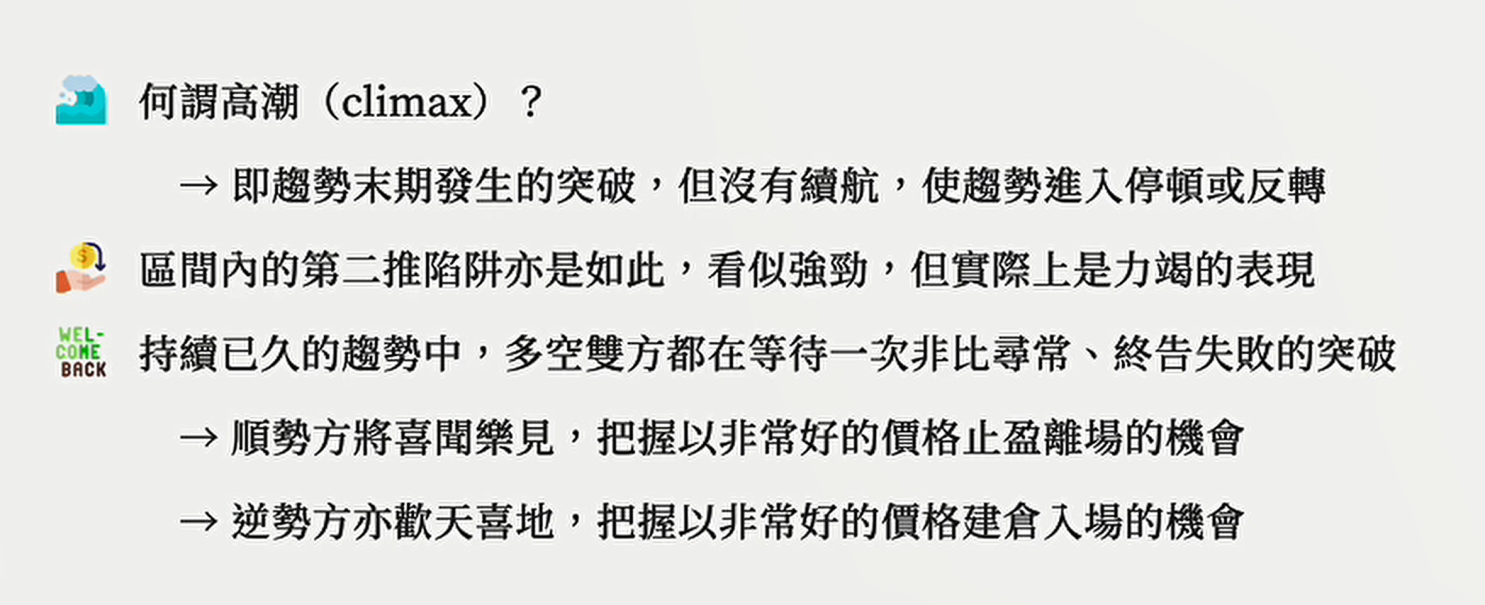 何謂高潮（climax）？
→ 即趨勢末期發生的突破，但沒有續航，使趨勢進入停頓或反轉
區間內的第二推陷阱亦是如此，看似強勁，但實際上是力竭的表現
WEL-
COME
BACK
持續已久的趨勢中，多空雙方都在等待一次非比尋常、終告失敗的突破
→ 順勢方將喜聞樂見，把握以非常好的價格止盈離場的機會
→ 逆勢方亦歡天喜地，把握以非常好的價格建倉入場的機會